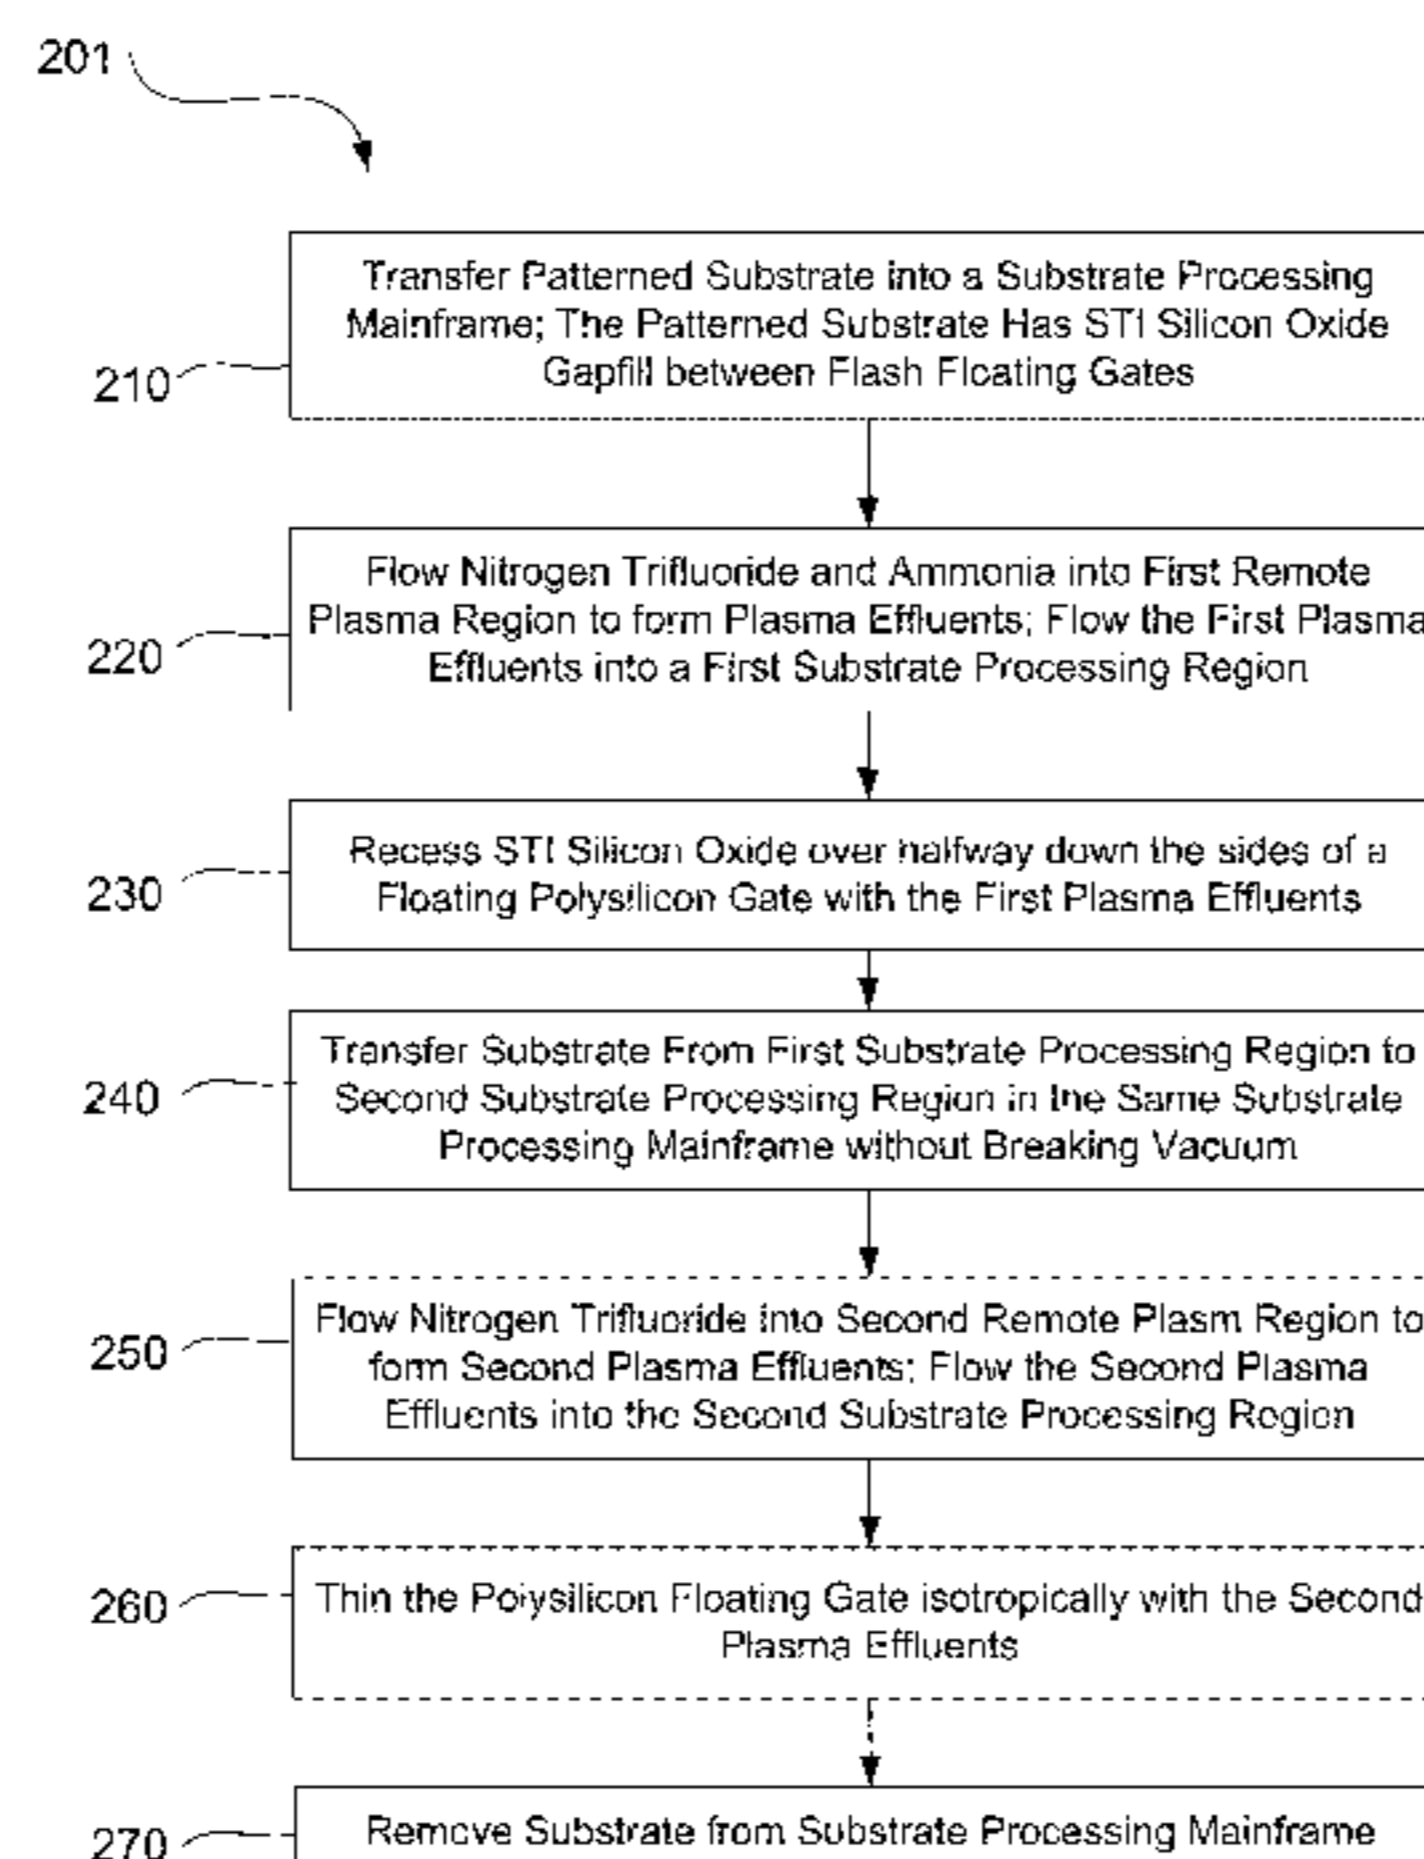 201
Transfer Patterned Substrate into a Substrate Processing
Mainframe; The Patterned Substrate Has STI Silicon Oxide
Gapfill between Flash Floating Gates
210
Flow Nitrogen Trifluoride and Ammonia into First Remote
Plasma Region to form Plasma Effluents; Flow the First Plasma
Effluents into a First Substrate Processing Region
220
Recess STI Silicon Oxide over halfway down the sides of a
Floating Polysilicon Gate with the First Plasma Effluents
230
Transfer Substrate From First Substrate Processing Region to
Second Substrate Processing Region in the Same Substrate
Processing Mainframe without Breaking Vacuum
240
Flow Nitrogen Trifluoride into Second Remote Plasm Region to
form Second Plasma Effluents; Flow the Second Plasma
Effluents into the Second Substrate Processing Region
250
Thin the Polysilicon Floating Gate isotropically with the Second
Plasma Effluents
260
Remove Substrate from Substrate Processing Mainframe
270